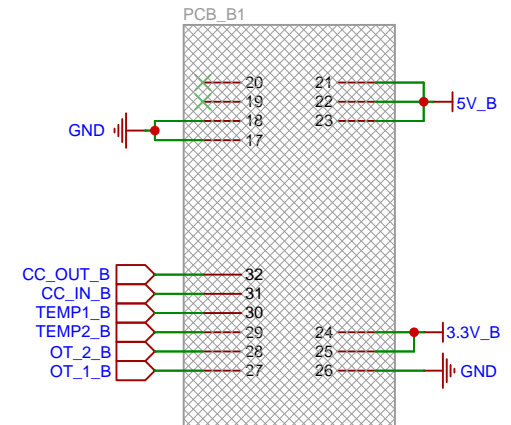 PCB_B1
20 21
19 22 5V_B
18 23
GND
17
CC_OUT_B 32
CC_IN_B 31
TEMP1_B 30
TEMP2_B 29 24 3.3V_B
OT_2_B 28 25
OT_1_B 27 26 GND